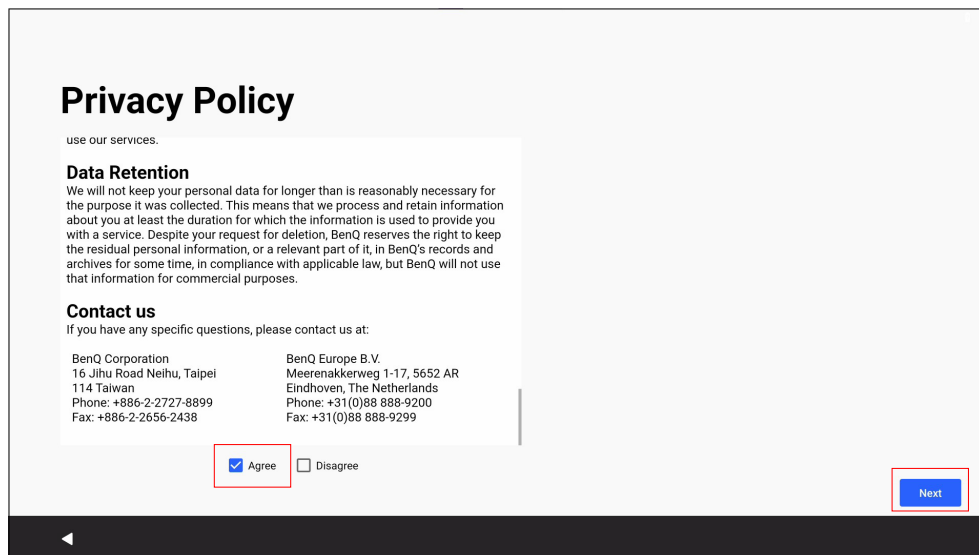 Privacy Policy
use our services.
Data Retention
We will not keep your personal data for longer than is reasonably necessary for
the purpose it was collected. This means that we process and retain information
about you at least the duration for which the information is used to provide you
with a service. Despite your request for deletion, BenQ reserves the right to keep
the residual personal information, or a relevant part of it, in BenQ's records and
archives for some time, in compliance with applicable law, but BenQ will not use
that information for commercial purposes.
Contact us
If you have any specific questions, please contact us at:
BenQ Corporation
16 Jihu Road Neihu, Taipei
114 Taiwan
Phone: +886-2-2727-8899
Fax: +886-2-2656-2438
BenQ Europe B.V.
Meerenakkerweg 1-17, 5652 AR
Eindhoven, The Netherlands
Phone: +31(0)88 888-9200
Fax: +31(0)88 888-9299
Agree
Disagree
Next